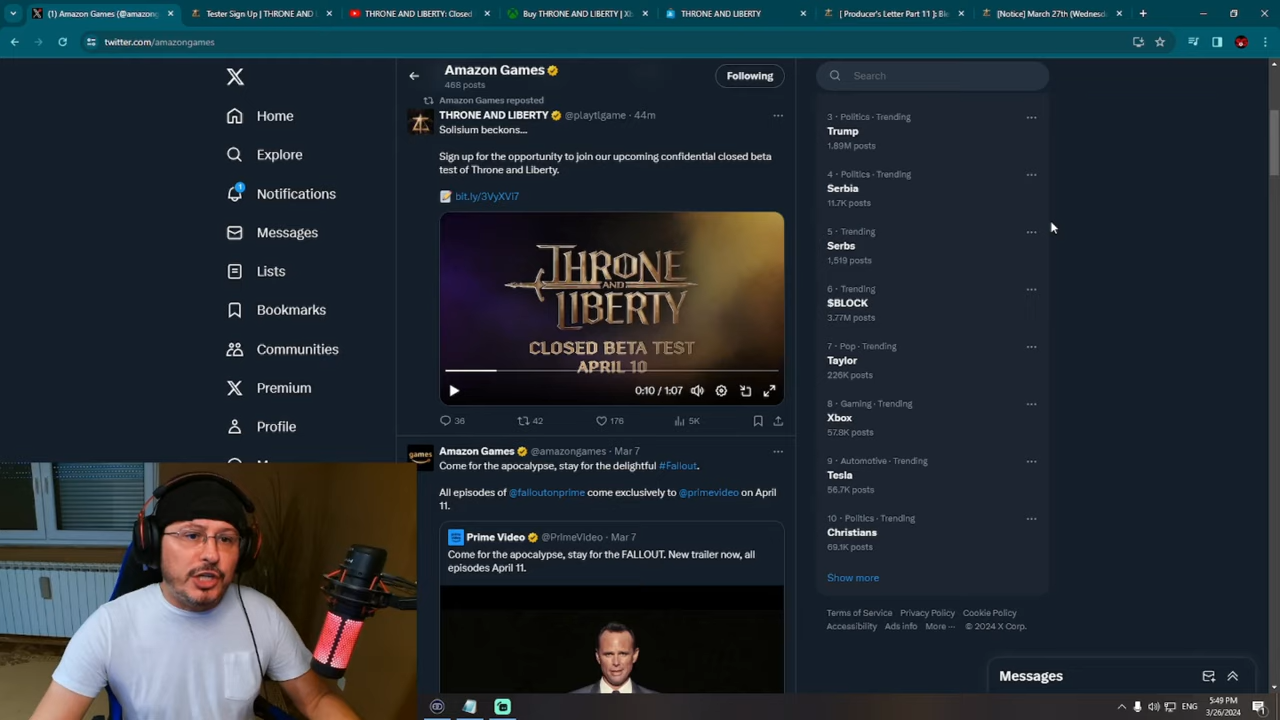 (1) Amazon Games (@amazong
Tester Sign Up | THRONE AND L
THRONE AND LIBERTY: Closed
Buy THRONE AND LIBERTY | Xb
THRONE AND LIBERTY
[ Producer's Letter Part 11 ]: Ble
[Notice] March 27th (Wednesda
twitter.com/amazongames
Home
Explore
1
Notifications
Messages
Lists
Bookmarks
Communities
Premium
Profile
Amazon Games
468 posts
Following
Amazon Games reposted
THRONE AND LIBERTY @playtlgame · 44m
Solisium beckons...
Sign up for the opportunity to join our upcoming confidential closed beta
test of Throne and Liberty.
bit.ly/3VyXVi7
THRONE
AND
LIBERTY
CLOSED BETA TEST
APRIL 10
0:10 / 1:07
36
42
176
5K
Amazon Games @amazongames · Mar 7
games
Come for the apocalypse, stay for the delightful #Fallout.
All episodes of @falloutonprime come exclusively to @primevideo on April
11.
Prime Video @PrimeVideo · Mar 7
Come for the apocalypse, stay for the FALLOUT. New trailer now, all
episodes April 11.
Search
3 · Politics · Trending
Trump
1.89M posts
4 · Politics · Trending
Serbia
11.7K posts
5 · Trending
Serbs
1,519 posts
6 · Trending
$BLOCK
3.77M posts
7 · Pop · Trending
Taylor
226K posts
8 · Gaming · Trending
Xbox
57.8K posts
9 · Automotive · Trending
Tesla
56.7K posts
10 · Politics · Trending
Christians
69.1K posts
Show more
Terms of Service Privacy Policy Cookie Policy
Accessibility Ads info More ··· © 2024 X Corp.
Messages
ENG
5:49 PM
3/26/2024
1